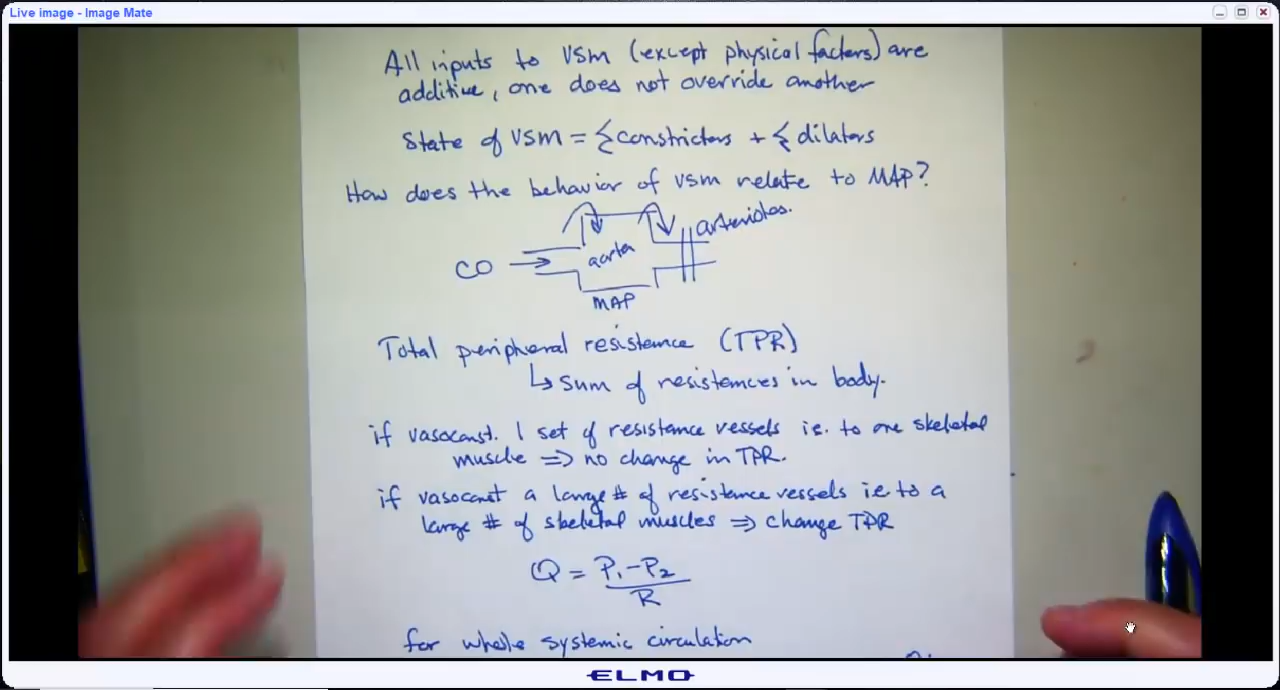 Live image - Image Mate
All inputs to VSM (except physical factors) are
additive, one does not override another
State of VSM = Σconstrictors + Σdilators
How does the behavior of VSM relate to MAP?
arterioles.
CO → aorta
MAP
Total peripheral resistence (TPR)
↳ sum of resistences in body.
if vasoconst. 1 set of resistance vessels i.e. to one skeletal
muscle ⇒ no change in TPR.
if vasoconst a large # of resistance vessels i.e to a
large # of skeletal muscles ⇒ change TPR
Q = P₁-P₂
R
for whole systemic circulation
ELMO